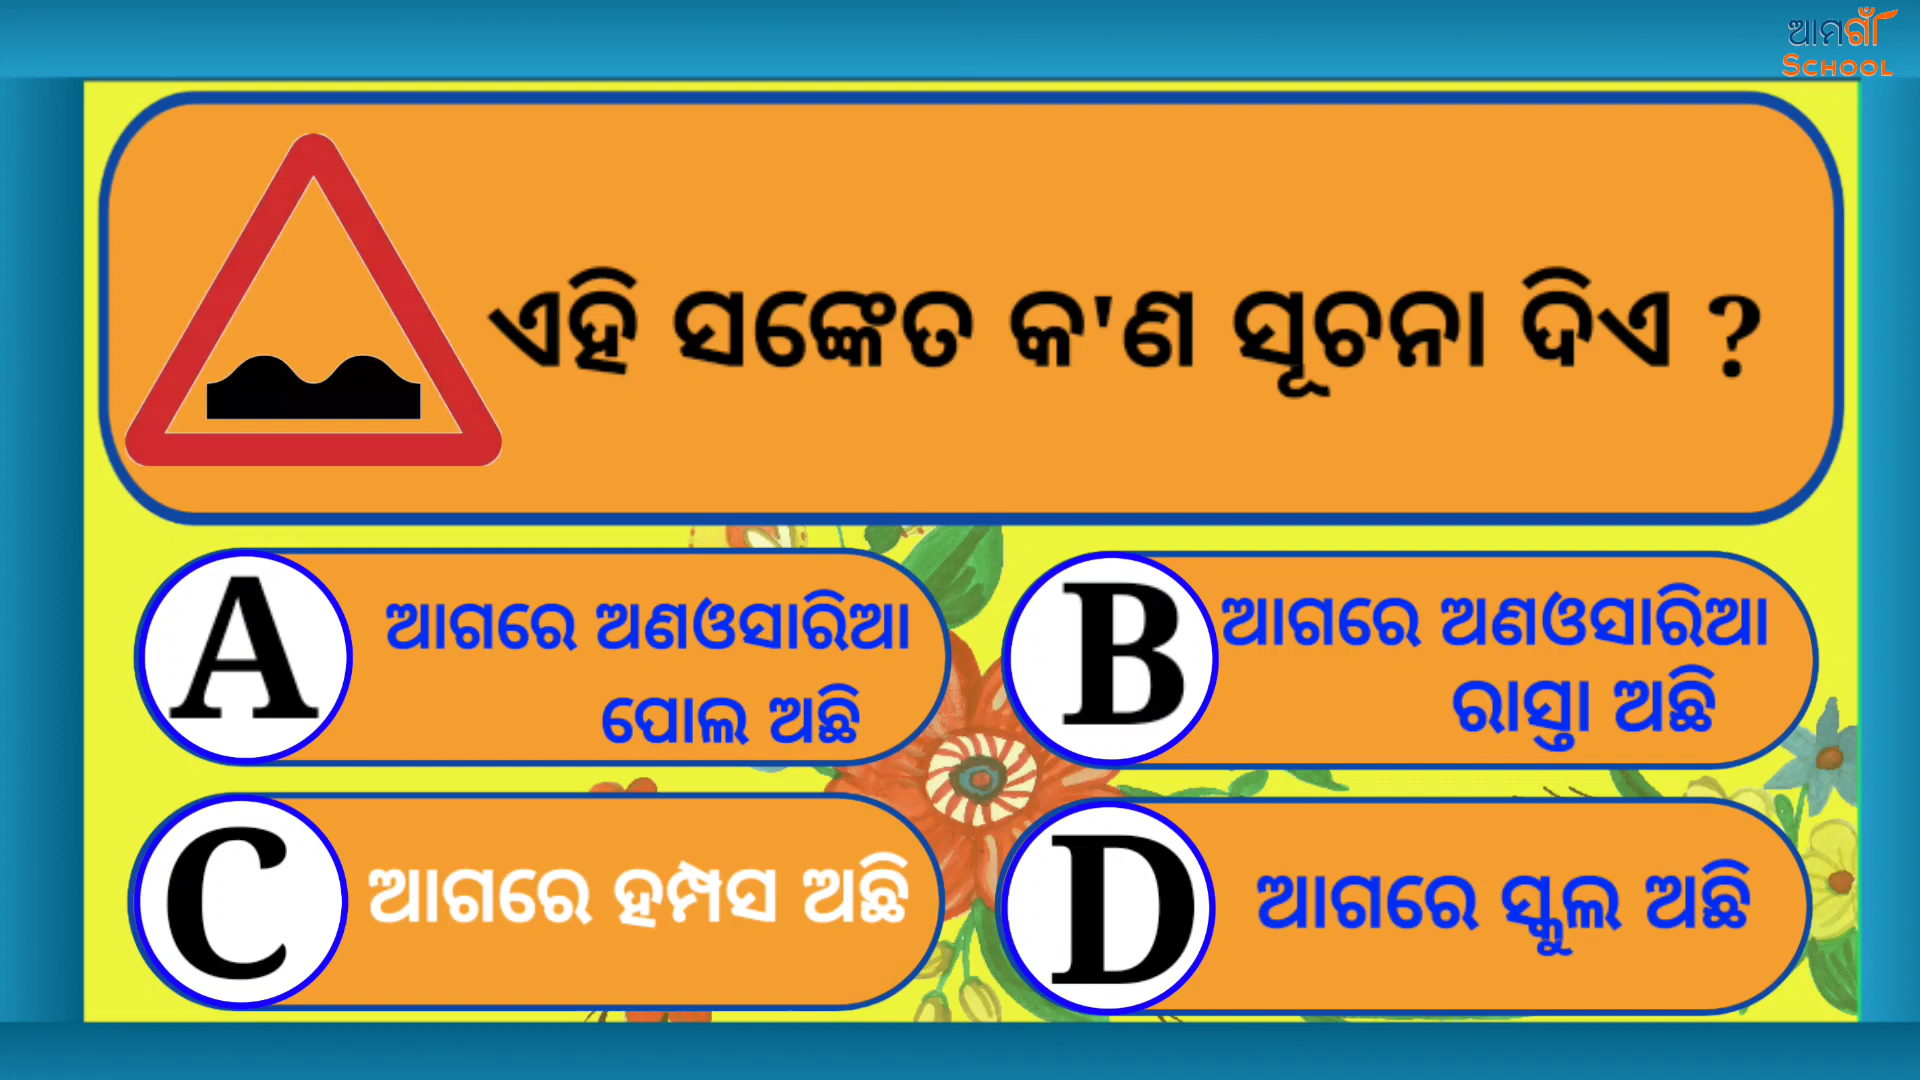 ଆମଗାଁ
SCHOOL
ଏହି ସଙ୍କେତ କ'ଣ ସୂଚନା ଦିଏ ?
A
ଆଗରେ ଅଣଓସାରିଆ
ପୋଲ ଅଛି
B
ଆଗରେ ଅଣଓସାରିଆ
ରାସ୍ତା ଅଛି
C
ଆଗରେ ହମ୍ପସ ଅଛି
D
ଆଗରେ ସ୍କୁଲ ଅଛି